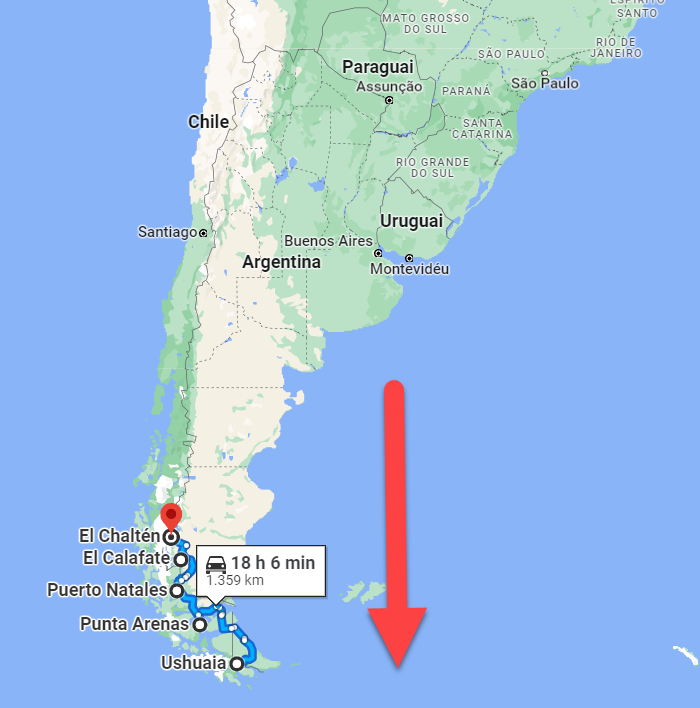 ESPÍRITO
SANTO
MATO GROSSO
DO SUL
RIO DE
JANEIRO
SÃO PAULO
Paraguai
Assunção
São Paulo
PARANÁ
Chile
SANTA
CATARINA
RIO GRANDE
DO SUL
Uruguai
Santiago
Buenos Aires
Argentina
Montevidéu
El Chaltén
El Calafate
18 h 6 min
1.359 km
Puerto Natales
Punta Arenas
Ushuaia